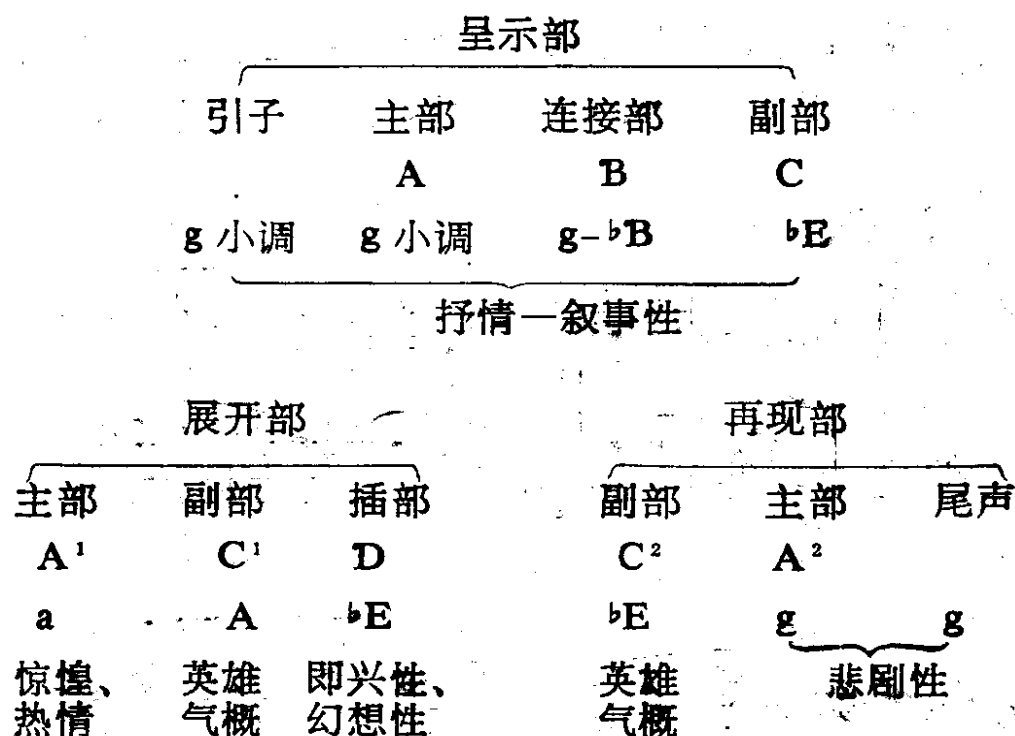 呈示部
引子 主部 连接部 副部
A B C
g 小调 g 小调 g-♭B ♭E
抒情—叙事性
展开部 再现部
主部 副部 插部 副部 主部 尾声
A¹ C¹ D C² A²
a A ♭E ♭E g g
惊惶、 英雄 即兴性、 英雄 悲剧性
热情 气概 幻想性 气概